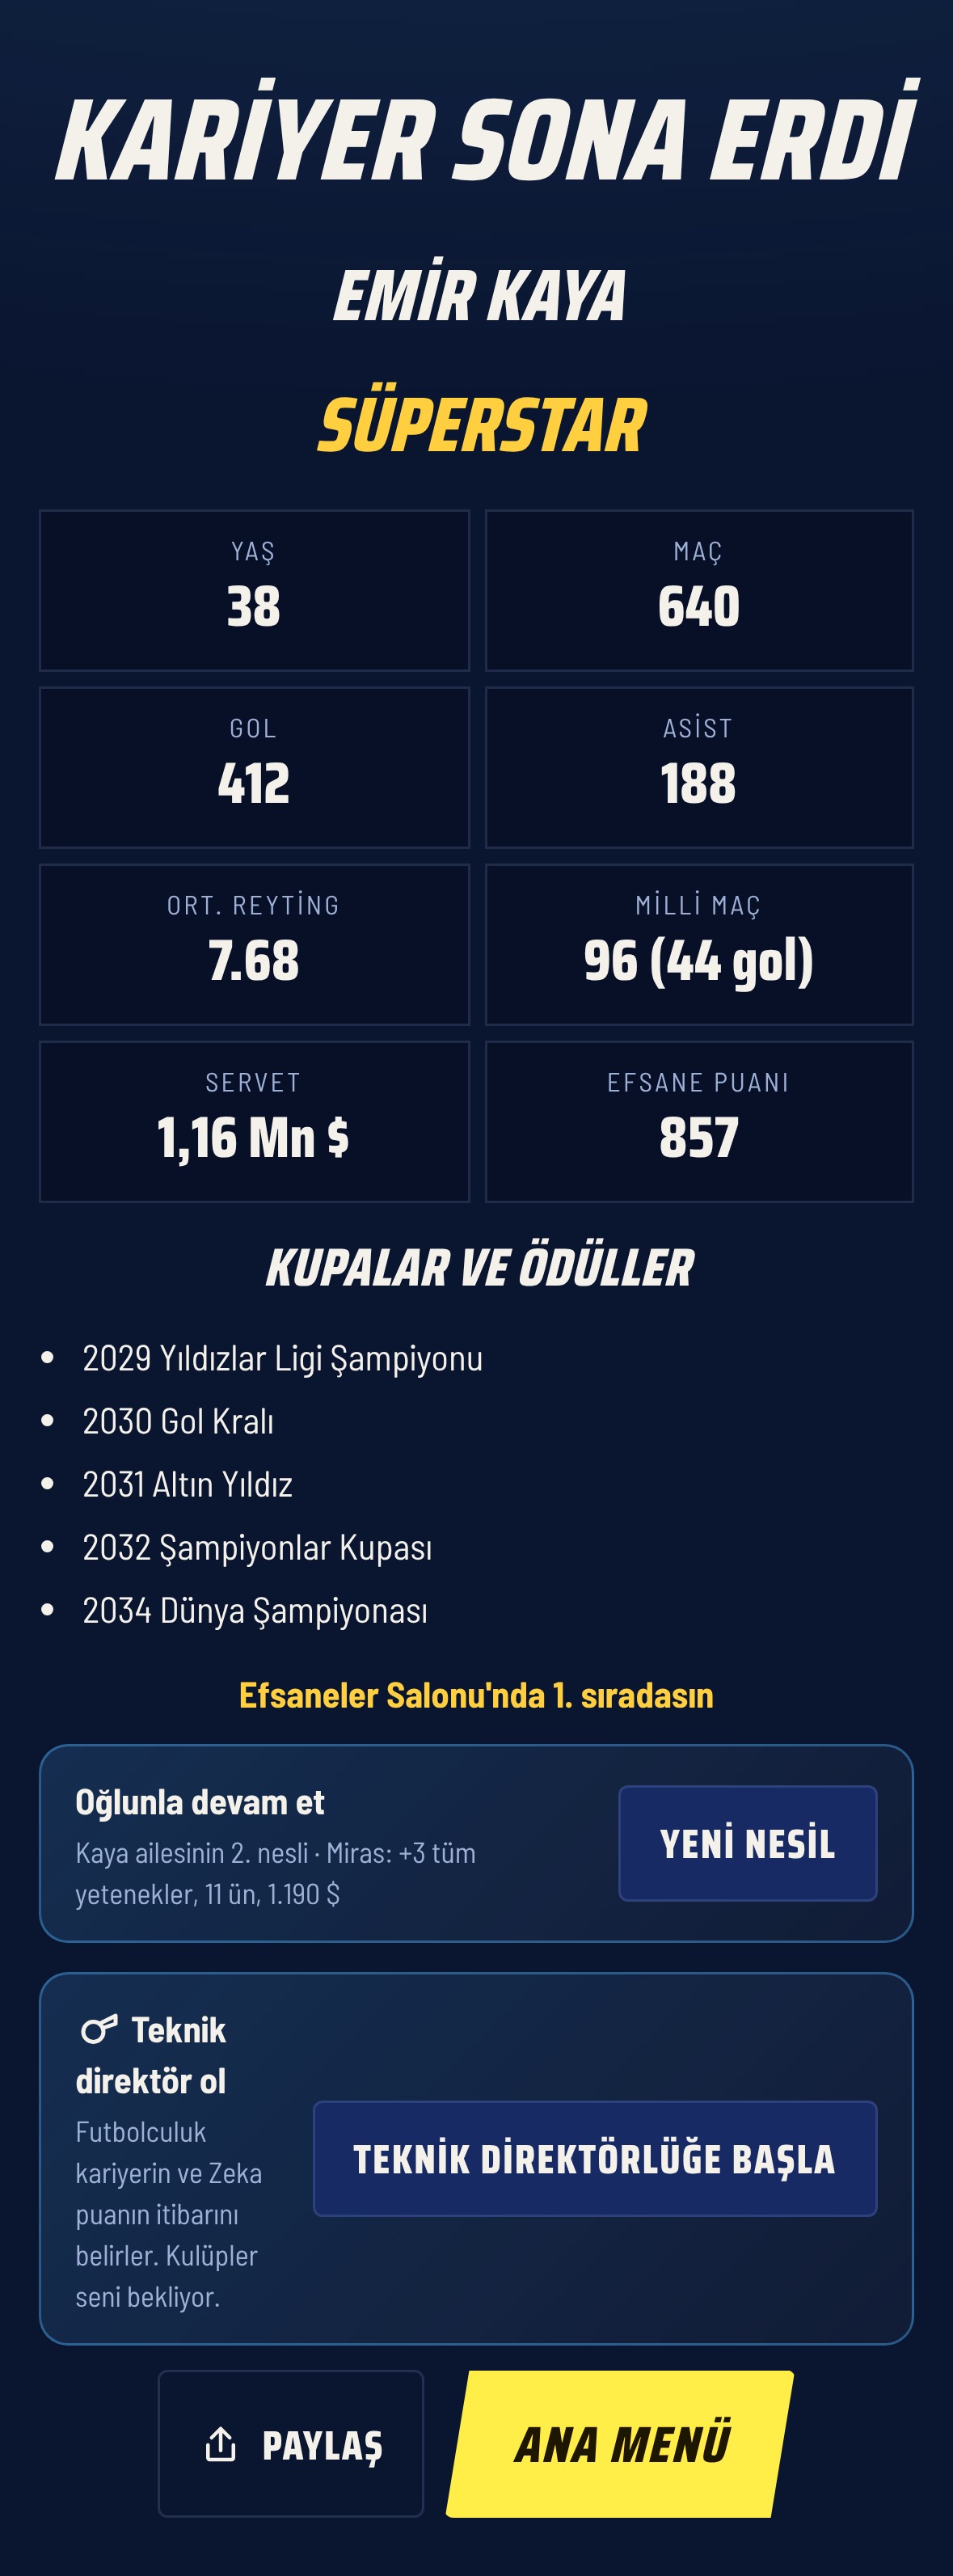 KARİYER SONA ERDİ
EMİR KAYA
SÜPERSTAR
YAŞ
38
MAÇ
640
GOL
412
ASİST
188
ORT. REYTİNG
7.68
MİLLİ MAÇ
96 (44 gol)
SERVET
1,16 Mn $
EFSANE PUANI
857
KUPALAR VE ÖDÜLLER
• 2029 Yıldızlar Ligi Şampiyonu
• 2030 Gol Kralı
• 2031 Altın Yıldız
• 2032 Şampiyonlar Kupası
• 2034 Dünya Şampiyonası
Efsaneler Salonu'nda 1. sıradasın
Oğlunla devam et
Kaya ailesinin 2. nesli · Miras: +3 tüm
yetenekler, 11 ün, 1.190 $
YENİ NESİL
Teknik
direktör ol
Futbolculuk
kariyerin ve Zeka
puanın itibarını
belirler. Kulüpler
seni bekliyor.
TEKNİK DİREKTÖRLÜĞE BAŞLA
PAYLAŞ
ANA MENÜ